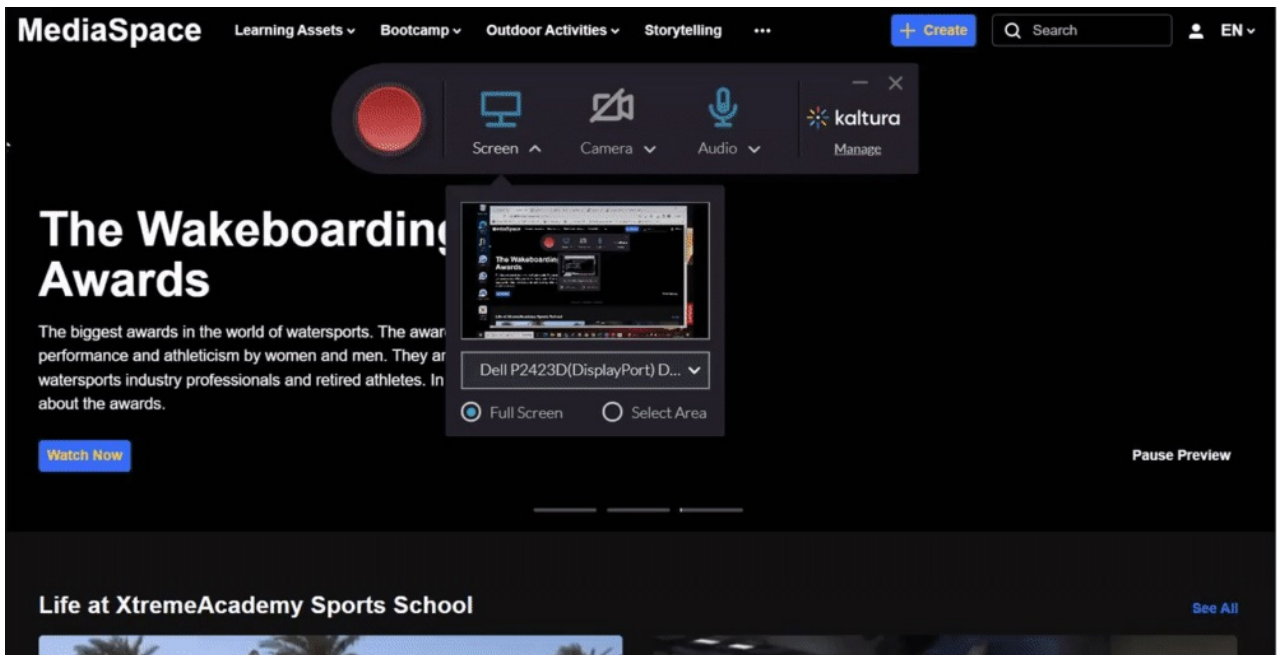 MediaSpace Learning Assets Bootcamp Outdoor Activities Storytelling ••• + Create Search EN
Screen Camera Audio kaltura
Manage
The Wakeboarding
Awards
The biggest awards in the world of watersports. The
performance and athleticism by women and men. They
watersports industry professionals and retired athletes. In
about the awards.
Dell P2423D(DisplayPort) D...
Full Screen Select Area
Watch Now
Pause Preview
Life at XtremeAcademy Sports School
See All